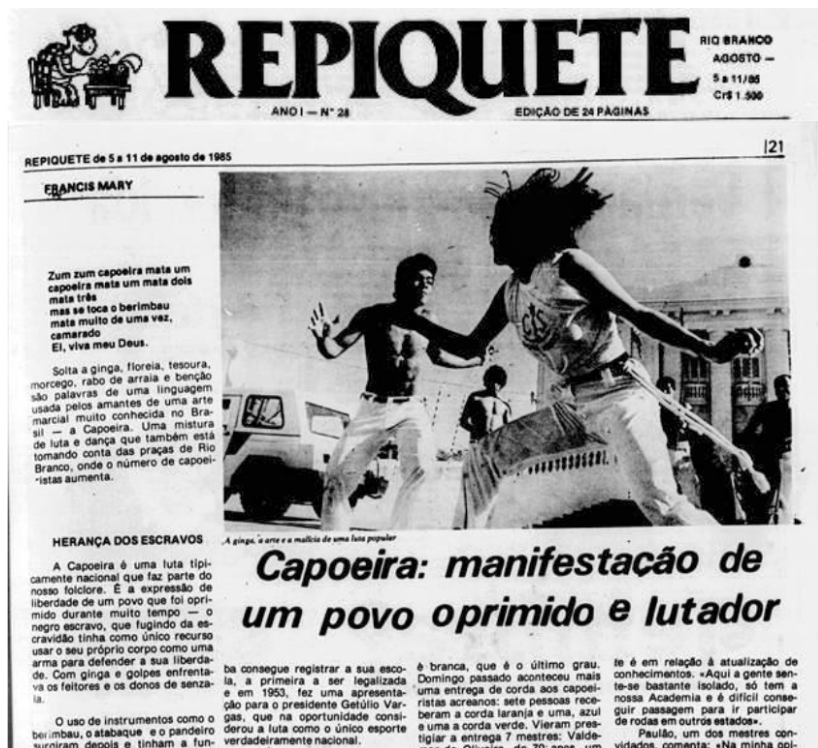 REPIQUETE
RIO BRANCO
AGOSTO —
5 a 11/85
Cr$ 1.500
ANO I — N° 28
EDIÇÃO DE 24 PÁGINAS
REPIQUETE de 5 a 11 de agosto de 1985
21
FRANCIS MARY
Zum zum capoeira mata um
capoeira mata um mata dois
mata três
mas se toca o berimbau
mata muito de uma vez,
camarado
Ei, viva meu Deus.
Solta a ginga, floreia, tesoura,
morcego, rabo de arraia e benção
são palavras de uma linguagem
usada pelos amantes de uma arte
marcial muito conhecida no Bra-
sil — a Capoeira. Uma mistura
de luta e dança que também está
tomando conta das praças de Rio
Branco, onde o número de capoei-
ristas aumenta.
CIS
A ginga, a arte e a malícia de uma luta popular
Capoeira: manifestação de
um povo oprimido e lutador
HERANÇA DOS ESCRAVOS
A Capoeira é uma luta tipi-
camente nacional que faz parte do
nosso folclore. É a expressão de
liberdade de um povo que foi opri-
mido durante muito tempo — o
negro escravo, que fugindo da es-
cravidão tinha como único recurso
usar o seu próprio corpo como uma
arma para defender a sua liberda-
de. Com ginga e golpes enfrenta-
va os feitores e os donos de senza-
la.
O uso de instrumentos como o
berimbau, o atabaque e o pandeiro
surgiram depois e tinham a fun-
ba consegue registrar a sua esco-
la, a primeira a ser legalizada
e em 1953, fez uma apresenta-
ção para o presidente Getúlio Var-
gas, que na oportunidade consi-
derou a luta como o único esporte
verdadeiramente nacional.
é branca, que é o último grau.
Domingo passado aconteceu mais
uma entrega de corda aos capoei-
ristas acreanos: sete pessoas rece-
beram a corda laranja e uma, azul
e uma corda verde. Vieram pres-
tigiar a entrega 7 mestres: Valde-
de Oliveira, de 70 anos, um
te é em relação à atualização de
conhecimentos. «Aqui a gente sen-
te-se bastante isolado, só tem a
nossa Academia e é difícil conse-
guir passagem para ir participar
de rodas em outros estados».
Paulão, um dos mestres con-
vidados, comenta: «Na minha opi-